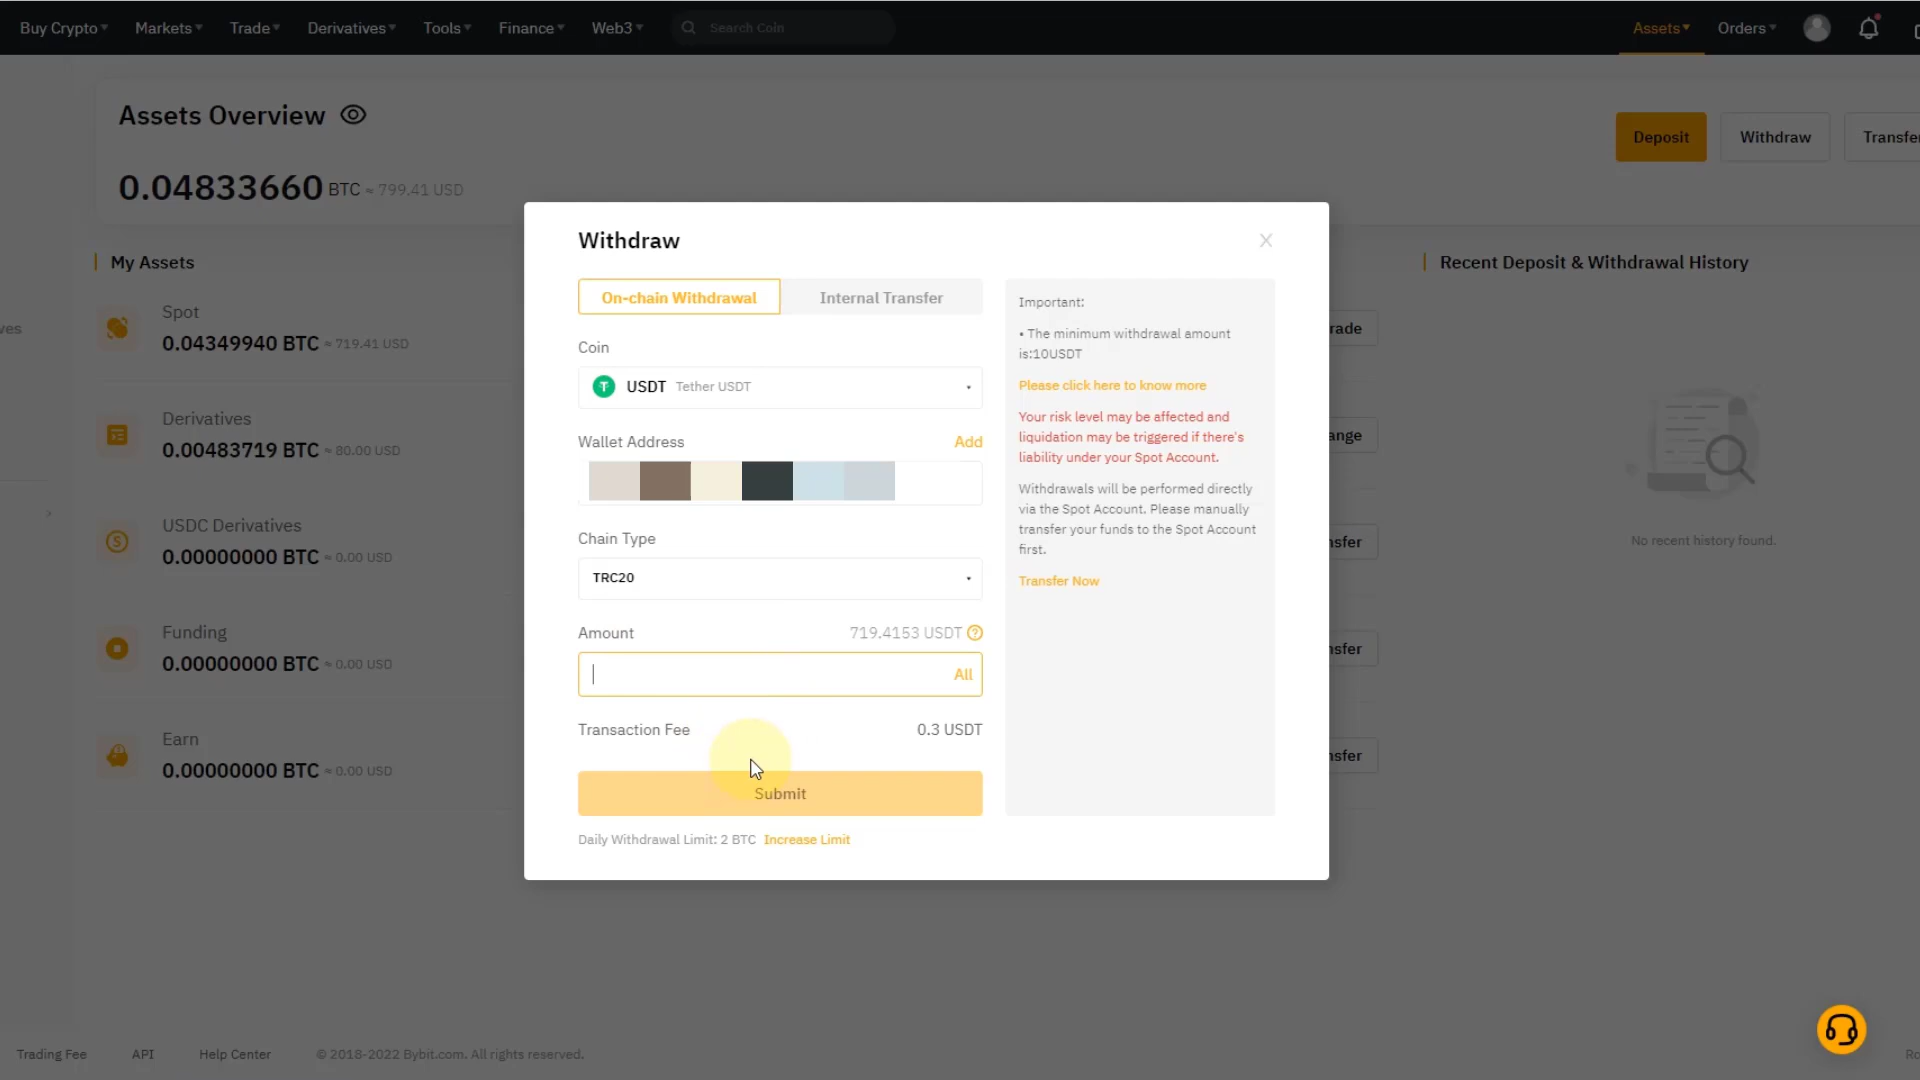 Buy Crypto Markets Trade Derivatives Tools Finance Web3 Search Coin Assets Orders
Assets Overview
Deposit Withdraw
0.04833660 BTC ≈ 799.41 USD
My Assets
Spot
0.04349940 BTC ≈ 719.41 USD
Derivatives
0.00483719 BTC ≈ 80.00 USD
USDC Derivatives
0.00000000 BTC ≈ 0.00 USD
Funding
0.00000000 BTC ≈ 0.00 USD
Earn
0.00000000 BTC ≈ 0.00 USD
Withdraw
On-chain Withdrawal Internal Transfer
Coin
USDT Tether USDT
Wallet Address Add
Chain Type
TRC20
Amount 719.4153 USDT
All
Transaction Fee 0.3 USDT
Submit
Daily Withdrawal Limit: 2 BTC Increase Limit
Important:
• The minimum withdrawal amount
is:10USDT
Please click here to know more
Your risk level may be affected and
liquidation may be triggered if there's
liability under your Spot Account.
Withdrawals will be performed directly
via the Spot Account. Please manually
transfer your funds to the Spot Account
first.
Transfer Now
Recent Deposit & Withdrawal History
No recent history found.
Trading Fee API Help Center © 2018-2022 Bybit.com. All rights reserved.